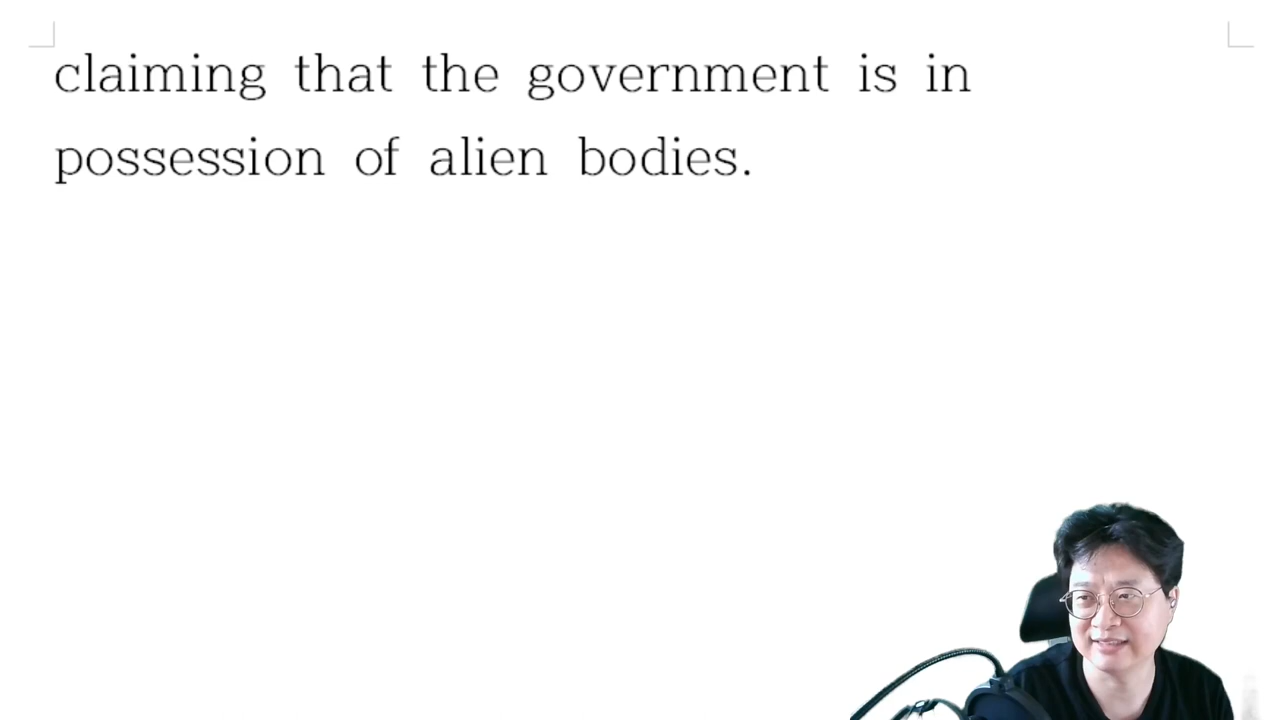 claiming that the government is in
possession of alien bodies.